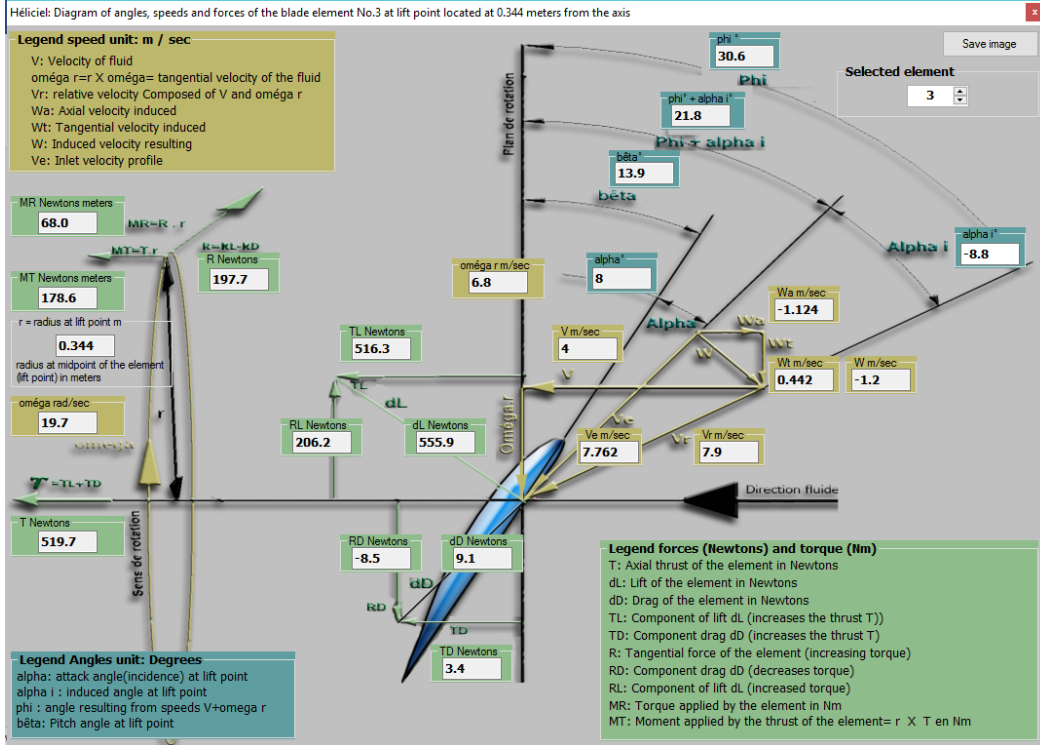 Héliciel: Diagram of angles, speeds and forces of the blade element No.3 at lift point located at 0.344 meters from the axis
x
Legend speed unit: m / sec
V: Velocity of fluid
oméga r=r X oméga= tangential velocity of the fluid
Vr: relative velocity Composed of V and oméga r
Wa: Axial velocity induced
Wt: Tangential velocity induced
W: Induced velocity resulting
Ve: Inlet velocity profile
Save image
Selected element
3
phi °
30.6
Phi
phi° + alpha i°
21.8
Phi + alpha i
bêta°
13.9
bêta
Plan de rotation
alpha i°
-8.8
Alpha i
alpha°
8
Alpha
oméga r m/sec
6.8
MR Newtons meters
68.0
MR=R . r
MT=T.r
R=RL-RD
R Newtons
197.7
MT Newtons meters
178.6
r = radius at lift point m
0.344
radius at midpoint of the element
(lift point) in meters
oméga rad/sec
19.7
omega
r
Wa m/sec
-1.124
Wa
Wt
W
Wt m/sec
0.442
W m/sec
-1.2
V m/sec
4
V
TL Newtons
516.3
TL
dL
RL Newtons
206.2
dL Newtons
555.9
Oméga.r
Ve
Vr
Ve m/sec
7.762
Vr m/sec
7.9
Direction fluide
T =TL+TD
T Newtons
519.7
Sens de rotation
RD Newtons
-8.5
dD Newtons
9.1
dD
RD
TD
TD Newtons
3.4
Legend forces (Newtons) and torque (Nm)
T: Axial thrust of the element in Newtons
dL: Lift of the element in Newtons
dD: Drag of the element in Newtons
TL: Component of lift dL (increases the thrust T))
TD: Component drag dD (increases the thrust T)
R: Tangential force of the element (increasing torque)
RD: Component drag dD (decreases torque)
RL: Component of lift dL (increased torque)
MR: Torque applied by the element in Nm
MT: Moment applied by the thrust of the element= r X T en Nm
Legend Angles unit: Degrees
alpha: attack angle(incidence) at lift point
alpha i : induced angle at lift point
phi : angle resulting from speeds V+omega r
bêta: Pitch angle at lift point